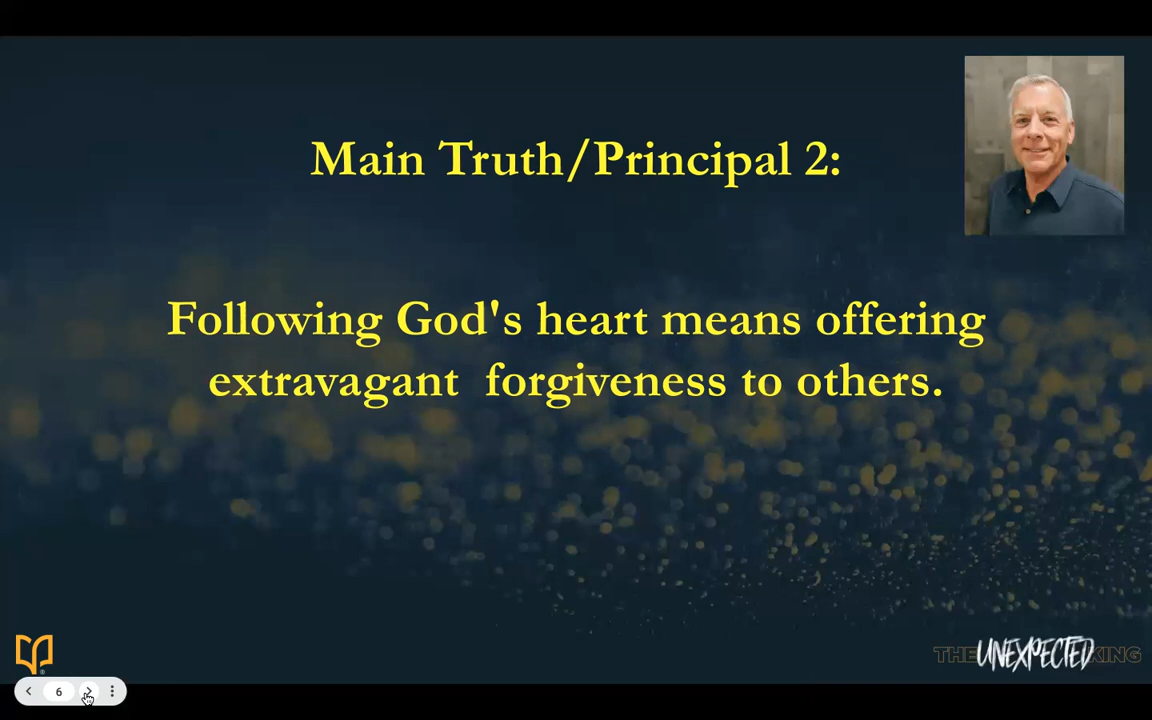 Main Truth/Principal 2:
Following God's heart means offering
extravagant  forgiveness to others.
THE UNEXPECTED KING
6